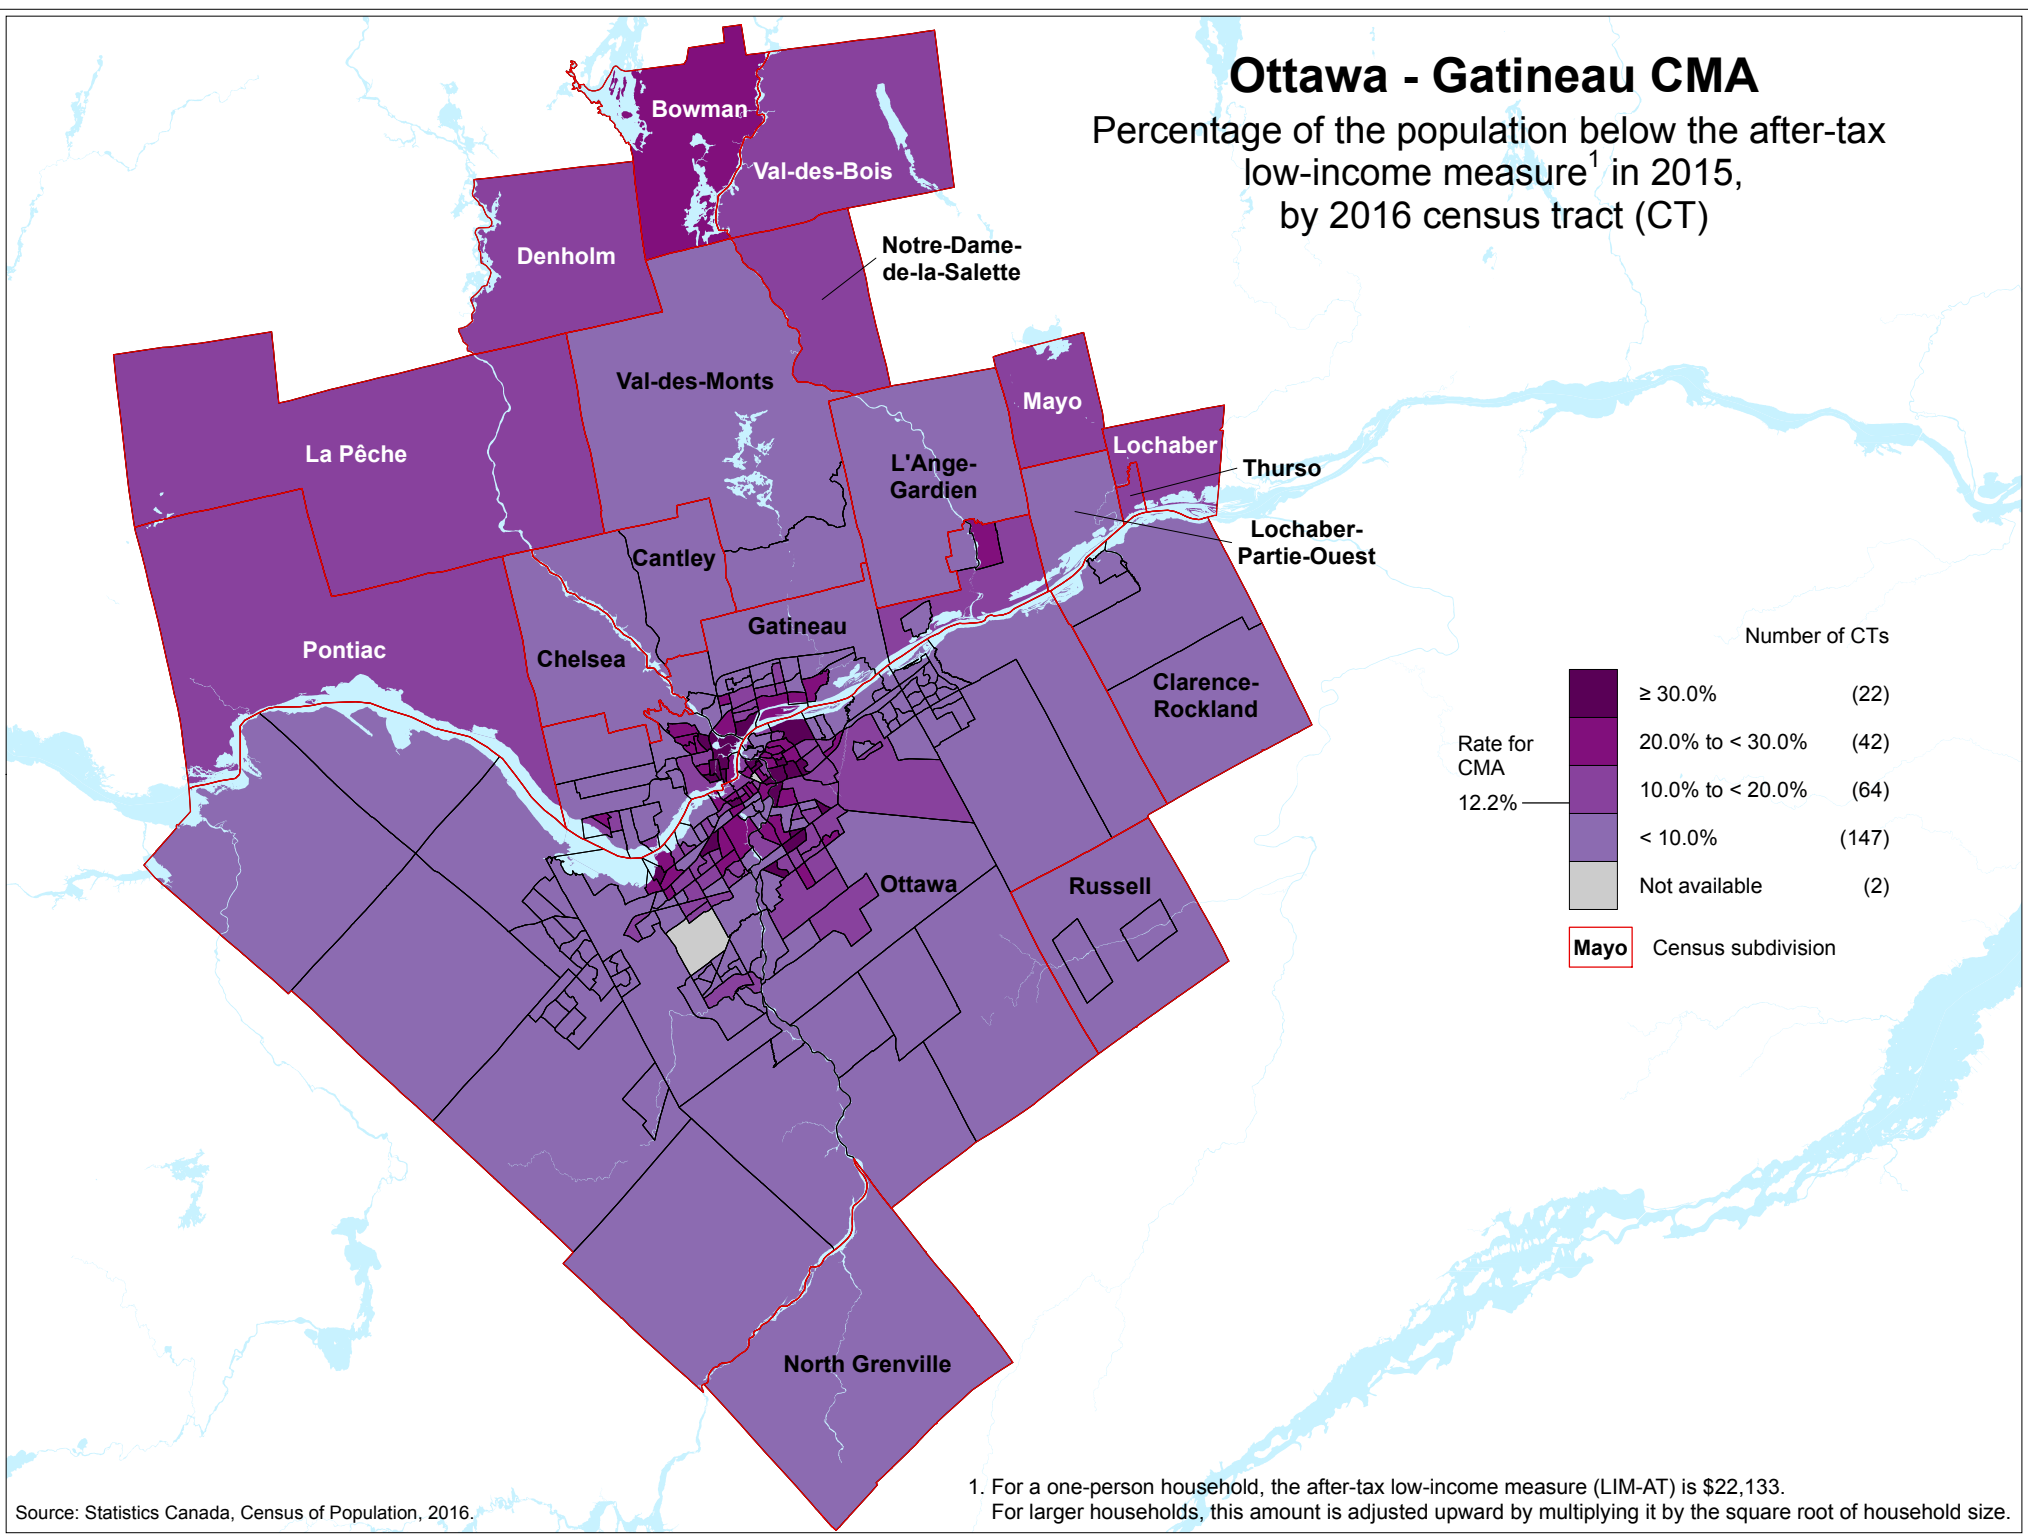 Ottawa - Gatineau CMA
Percentage of the population below the after-tax
low-income measure1 in 2015,
by 2016 census tract (CT)
Bowman
Val-des-Bois
Denholm
Notre-Dame-
de-la-Salette
Val-des-Monts
Mayo
La Pêche
Lochaber
L'Ange-
Gardien
Thurso
Lochaber-
Partie-Ouest
Cantley
Gatineau
Pontiac
Chelsea
Clarence-
Rockland
Ottawa
Russell
North Grenville
Number of CTs
≥ 30.0% (22)
20.0% to < 30.0% (42)
10.0% to < 20.0% (64)
< 10.0% (147)
Not available (2)
Rate for
CMA
12.2%
Mayo Census subdivision
1. For a one-person household, the after-tax low-income measure (LIM-AT) is $22,133.
For larger households, this amount is adjusted upward by multiplying it by the square root of household size.
Source: Statistics Canada, Census of Population, 2016.